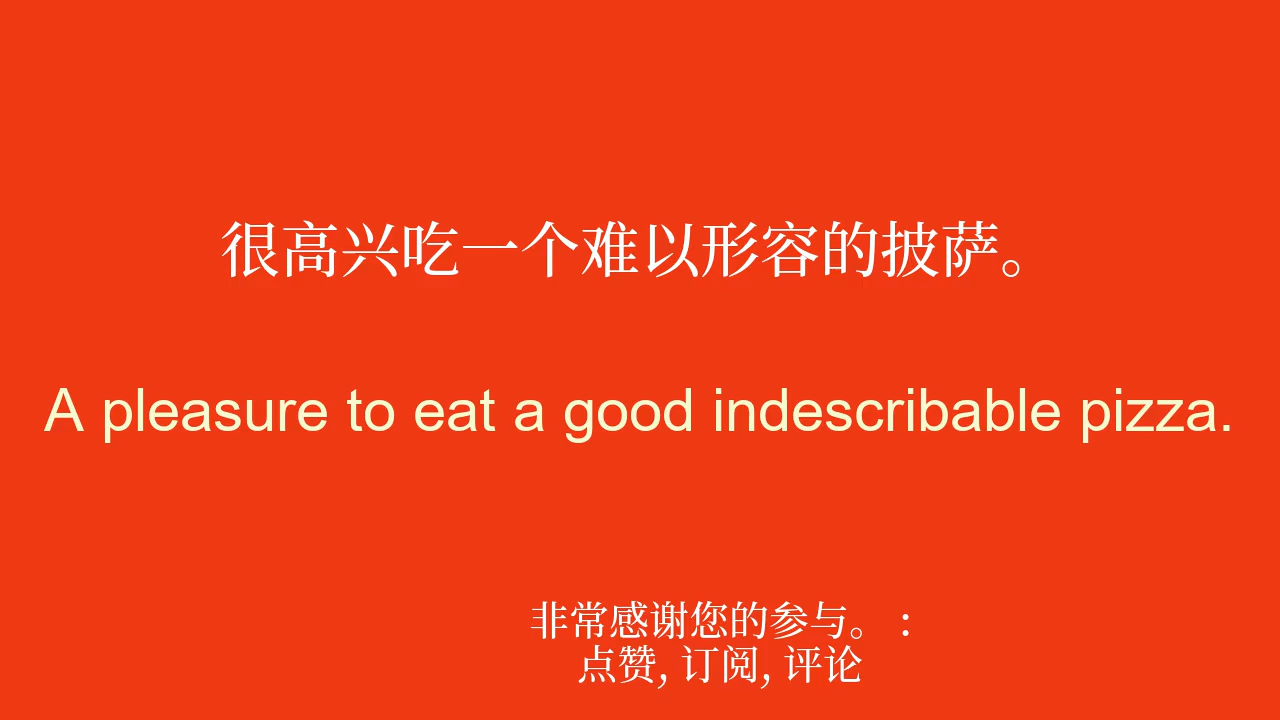 很高兴吃一个难以形容的披萨。
A pleasure to eat a good indescribable pizza.
非常感谢您的参与。 :
点赞, 订阅, 评论